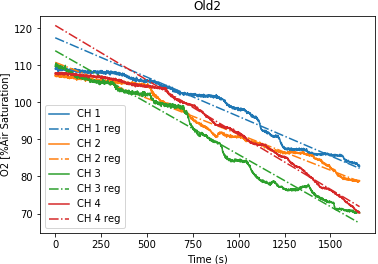 Old2
120
110
100
90
80
70
O2 [%Air Saturation]
CH 1
CH 1 reg
CH 2
CH 2 reg
CH 3
CH 3 reg
CH 4
CH 4 reg
0 250 500 750 1000 1250 1500
Time (s)